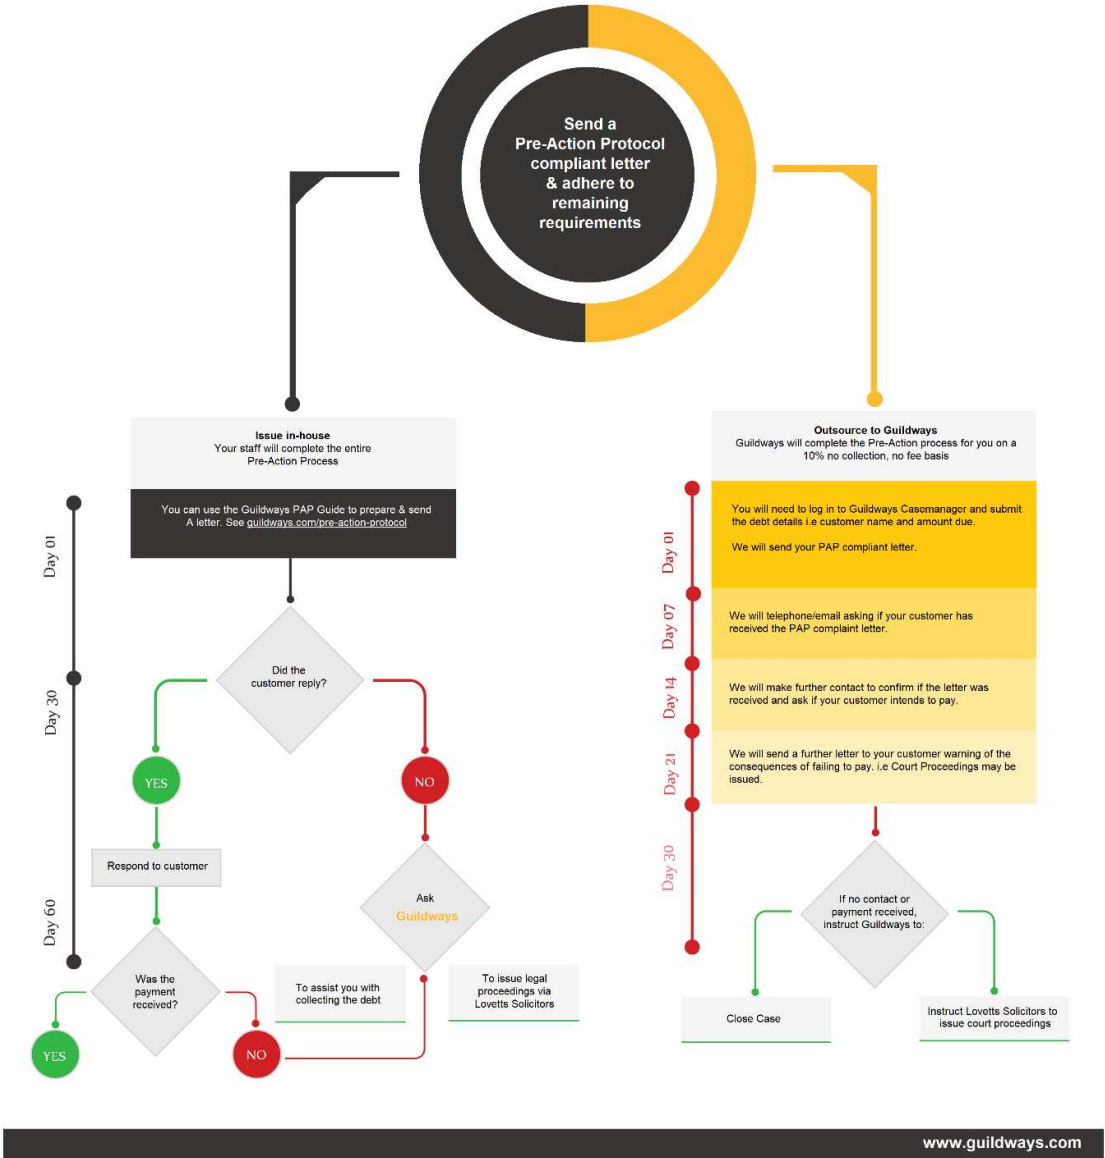 Send a
Pre-Action Protocol
compliant letter
& adhere to
remaining
requirements
Issue in-house
Your staff will complete the entire
Pre-Action Process
You can use the Guildways PAP Guide to prepare & send
A letter. See guildways.com/pre-action-protocol
Day 01
Day 30
Day 60
Did the
customer reply?
YES
NO
Respond to customer
Ask
Guildways
Was the
payment
received?
To assist you with
collecting the debt
To issue legal
proceedings via
Lovetts Solicitors
YES
NO
Outsource to Guildways
Guildways will complete the Pre-Action process for you on a
10% no collection, no fee basis
Day 01
You will need to log in to Guildways Casemanager and submit
the debt details i.e customer name and amount due.
We will send your PAP compliant letter.
Day 07
We will telephone/email asking if your customer has
received the PAP complaint letter.
Day 14
We will make further contact to confirm if the letter was
received and ask if your customer intends to pay.
Day 21
We will send a further letter to your customer warning of the
consequences of failing to pay. i.e Court Proceedings may be
issued.
Day 30
If no contact or
payment received,
instruct Guildways to:
Close Case
Instruct Lovetts Solicitors to
issue court proceedings
www.guildways.com